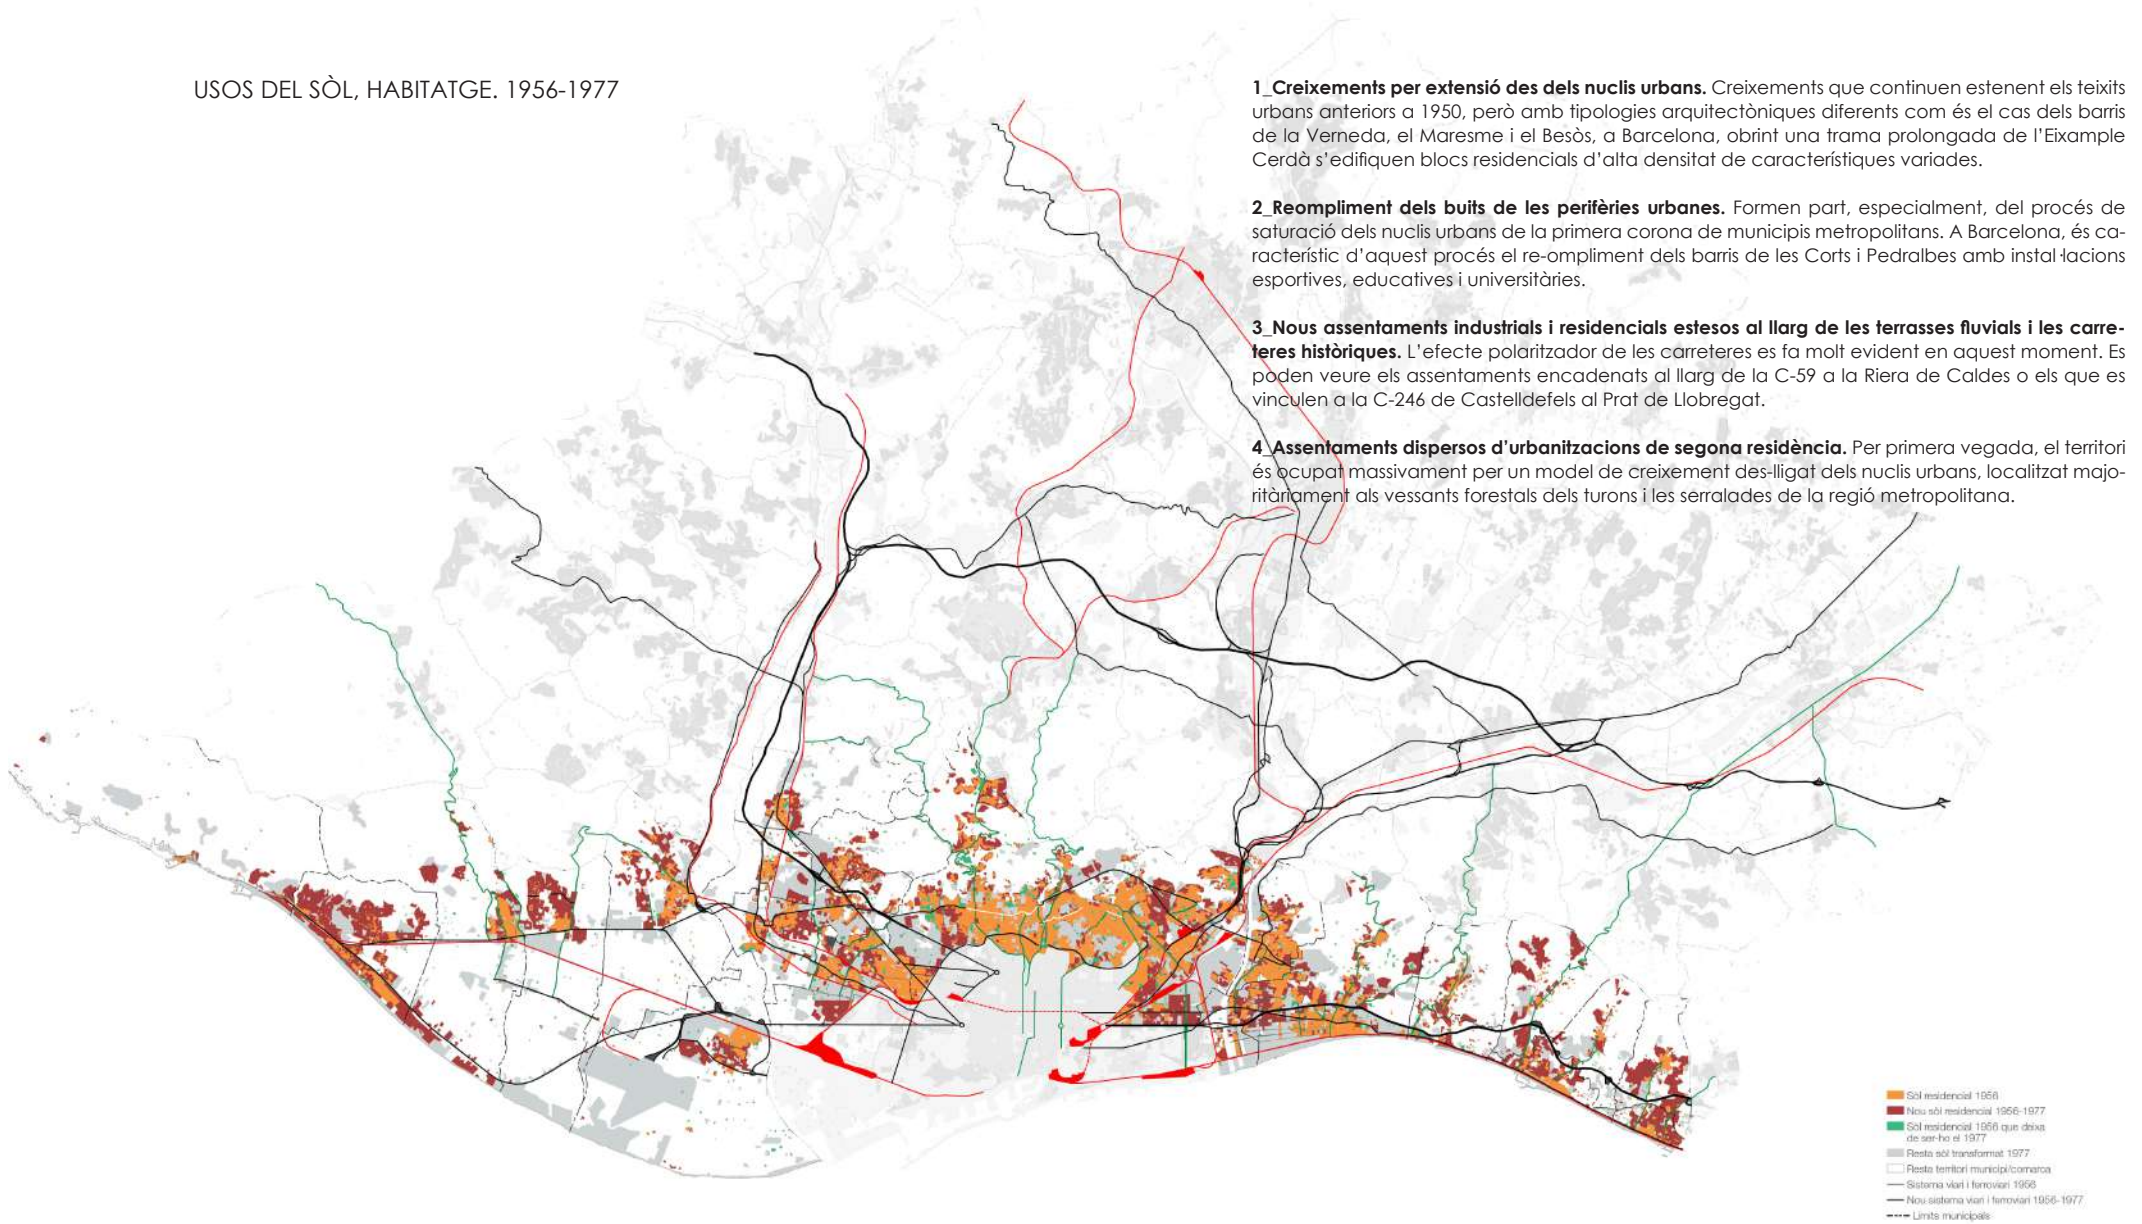 USOS DEL SÒL, HABITATGE. 1956-1977
1_Creixements per extensió des dels nuclis urbans. Creixements que continuen estenent els teixits
urbans anteriors a 1950, però amb tipologies arquitectòniques diferents com és el cas dels barris
de la Verneda, el Maresme i el Besòs, a Barcelona, obrint una trama prolongada de l’Eixample
Cerdà s’edifiquen blocs residencials d’alta densitat de característiques variades.
2_Reompliment dels buits de les perifèries urbanes. Formen part, especialment, del procés de
saturació dels nuclis urbans de la primera corona de municipis metropolitans. A Barcelona, és ca-
racterístic d’aquest procés el re-ompliment dels barris de les Corts i Pedralbes amb instal·lacions
esportives, educatives i universitàries.
3_Nous assentaments industrials i residencials estesos al llarg de les terrasses fluvials i les carre-
teres històriques. L’efecte polaritzador de les carreteres es fa molt evident en aquest moment. Es
poden veure els assentaments encadenats al llarg de la C-59 a la Riera de Caldes o els que es
vinculen a la C-246 de Castelldefels al Prat de Llobregat.
4_Assentaments dispersos d’urbanitzacions de segona residència. Per primera vegada, el territori
és ocupat massivament per un model de creixement des-lligat dels nuclis urbans, localitzat majo-
ritàriament als vessants forestals dels turons i les serralades de la regió metropolitana.
Sòl residencial 1956
Nou sòl residencial 1956-1977
Sòl residencial 1956 que deixa
de ser-ho el 1977
Resta sòl transformat 1977
Resta territori municipi/comarca
Sistema viari i ferroviari 1956
Nou sistema viari i ferroviari 1956-1977
Límits municipals